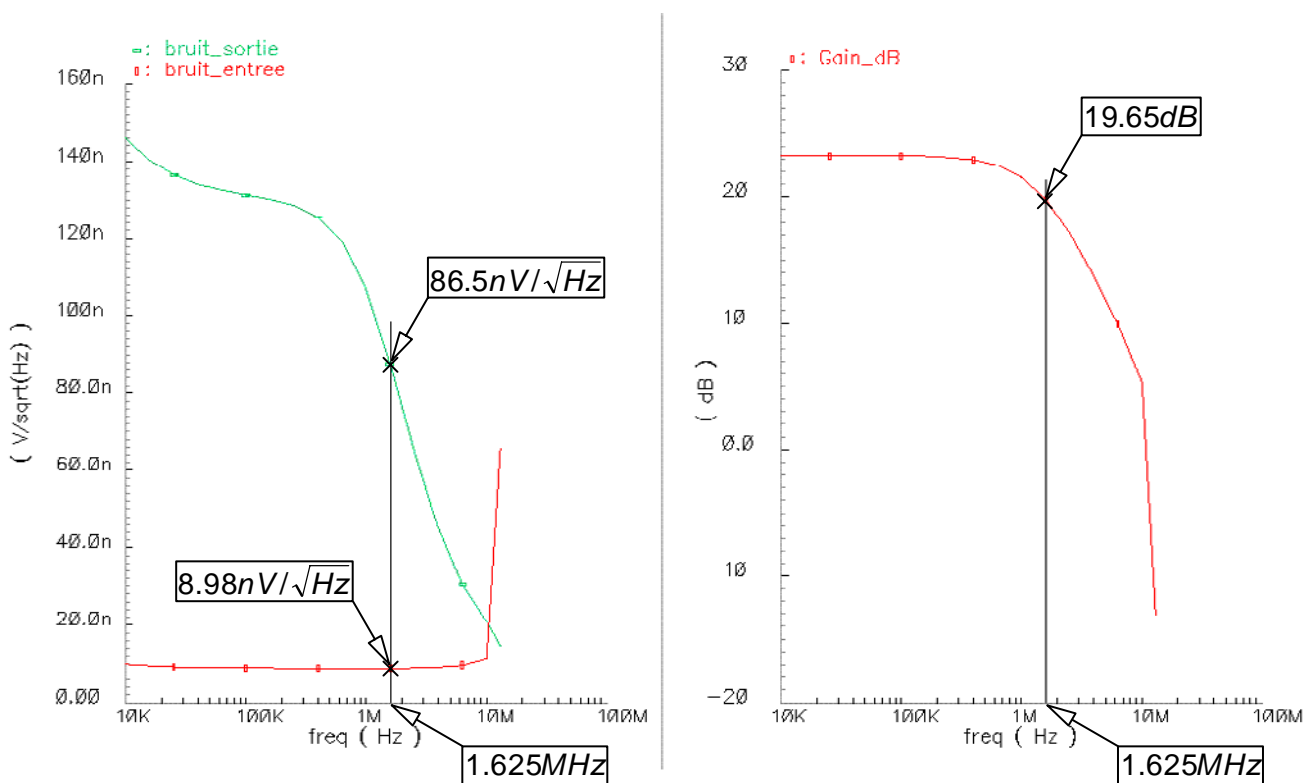 bruit_sortie
bruit_entree
160n
140n
120n
100n
80.0n
60.0n
40.0n
20.0n
0.00
( V/sqrt(Hz) )
86.5nV/√Hz
8.98nV/√Hz
10K
100K
1M
10M
100M
freq ( Hz )
1.625MHz
Gain_dB
30
20
10
0.0
10
-20
( dB )
19.65dB
10K
100K
1M
10M
100M
freq ( Hz )
1.625MHz